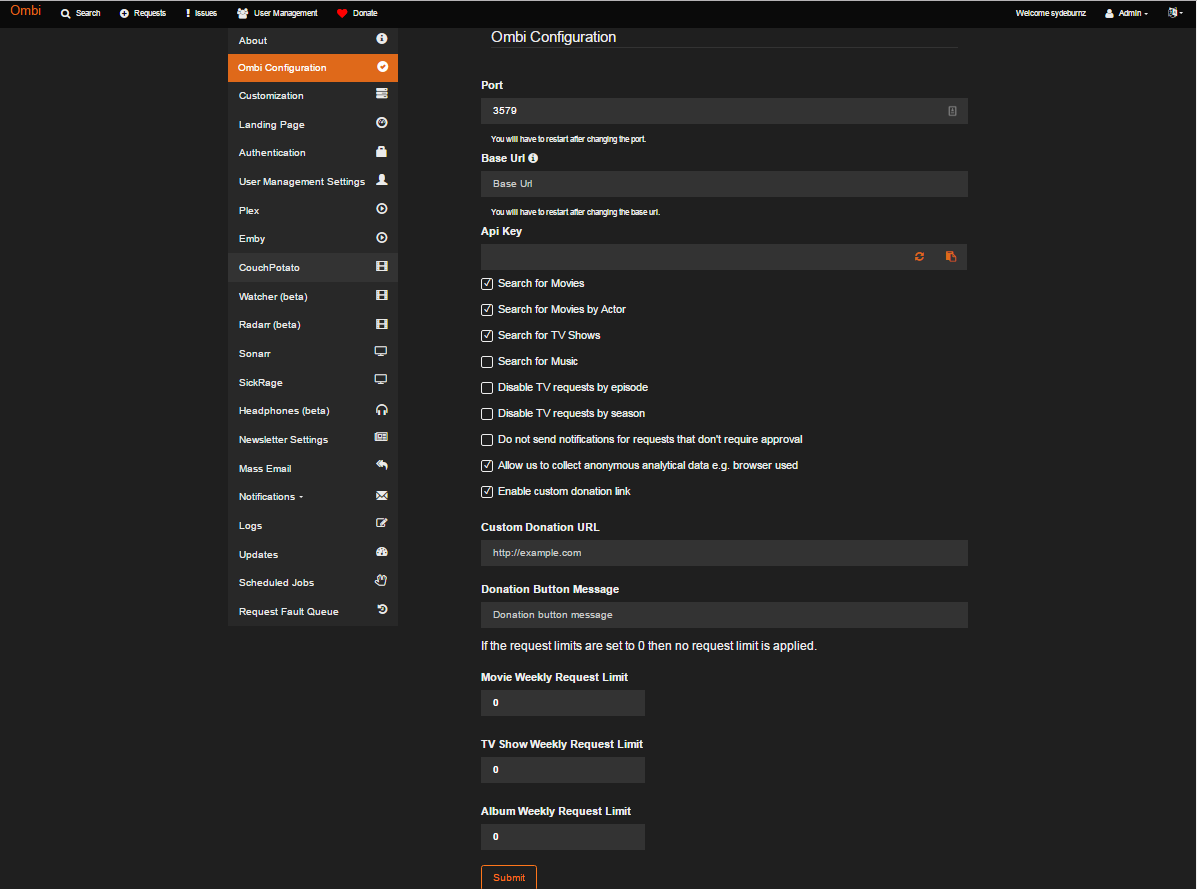 Ombi Search Requests Issues User Management Donate Welcome sydeburnz Admin
About
Ombi Configuration
Customization
Landing Page
Authentication
User Management Settings
Plex
Emby
CouchPotato
Watcher (beta)
Radarr (beta)
Sonarr
SickRage
Headphones (beta)
Newsletter Settings
Mass Email
Notifications
Logs
Updates
Scheduled Jobs
Request Fault Queue
Ombi Configuration
Port
3579
You will have to restart after changing the port.
Base Url
Base Url
You will have to restart after changing the base url.
Api Key
Search for Movies
Search for Movies by Actor
Search for TV Shows
Search for Music
Disable TV requests by episode
Disable TV requests by season
Do not send notifications for requests that don't require approval
Allow us to collect anonymous analytical data e.g. browser used
Enable custom donation link
Custom Donation URL
http://example.com
Donation Button Message
Donation button message
If the request limits are set to 0 then no request limit is applied.
Movie Weekly Request Limit
0
TV Show Weekly Request Limit
0
Album Weekly Request Limit
0
Submit